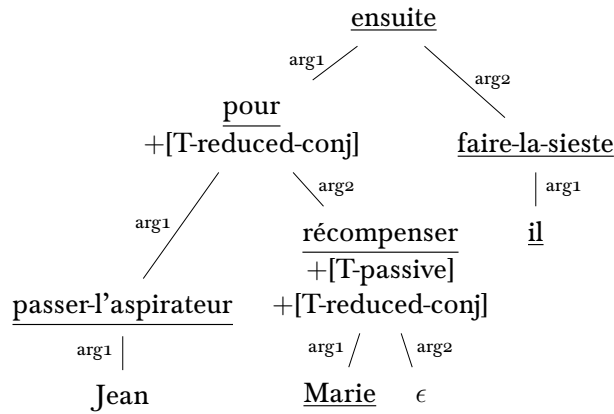 ensuite
arg1
arg2
pour
+[T-reduced-conj]
faire-la-sieste
arg1
arg2
arg1
récompenser
+[T-passive]
+[T-reduced-conj]
il
passer-l'aspirateur
arg1
arg1
arg2
Jean
Marie
ϵ